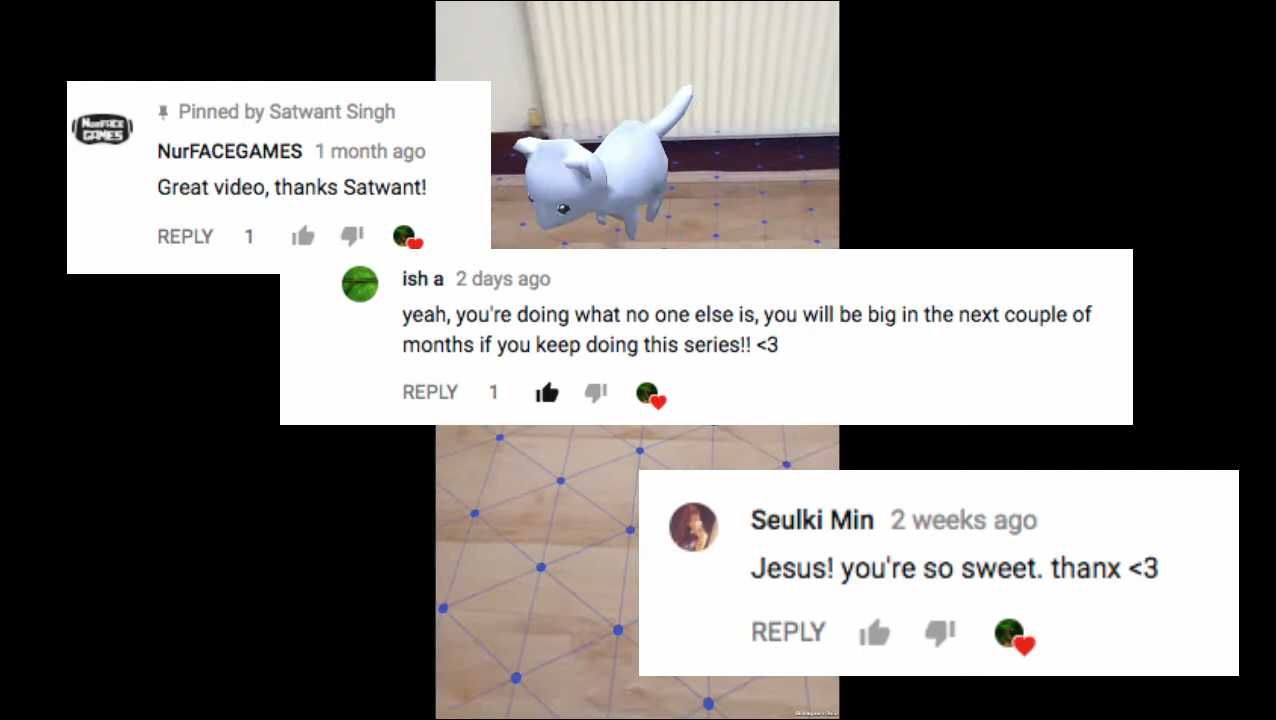 Pinned by Satwant Singh
NurFACE
GAMES
NurFACEGAMES 1 month ago
Great video, thanks Satwant!
REPLY 1
ish a 2 days ago
yeah, you're doing what no one else is, you will be big in the next couple of
months if you keep doing this series!! <3
REPLY 1
Seulki Min 2 weeks ago
Jesus! you're so sweet. thanx <3
REPLY